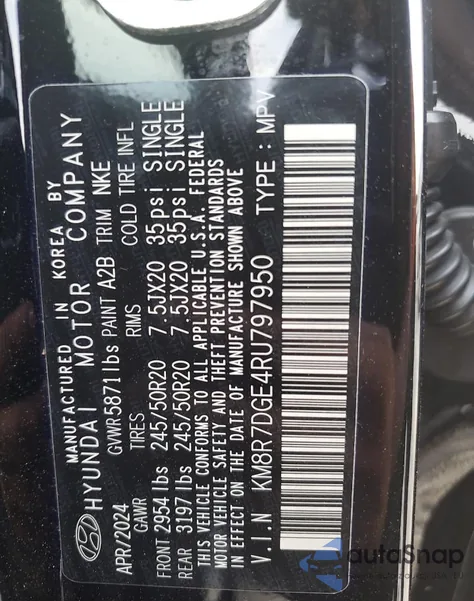 MANUFACTURED IN KOREA BY
HYUNDAI MOTOR COMPANY
GVWR5871lbs PAINT A2B TRIM NKE
APR/2024
GAWR TIRES RIMS COLD TIRE INFL
FRONT 2954 lbs 245/50R20 7.5JX20 35psi SINGLE
REAR 3197 lbs 245/50R20 7.5JX20 35psi SINGLE
THIS VEHICLE CONFORMS TO ALL APPLICABLE U.S.A. FEDERAL
MOTOR VEHICLE SAFETY AND THEFT PREVENTION STANDARDS
IN EFFECT ON THE DATE OF MANUFACTURE SHOWN ABOVE
V.I.N KM8R7DGE4RU797950 TYPE : MPV
autoSnap